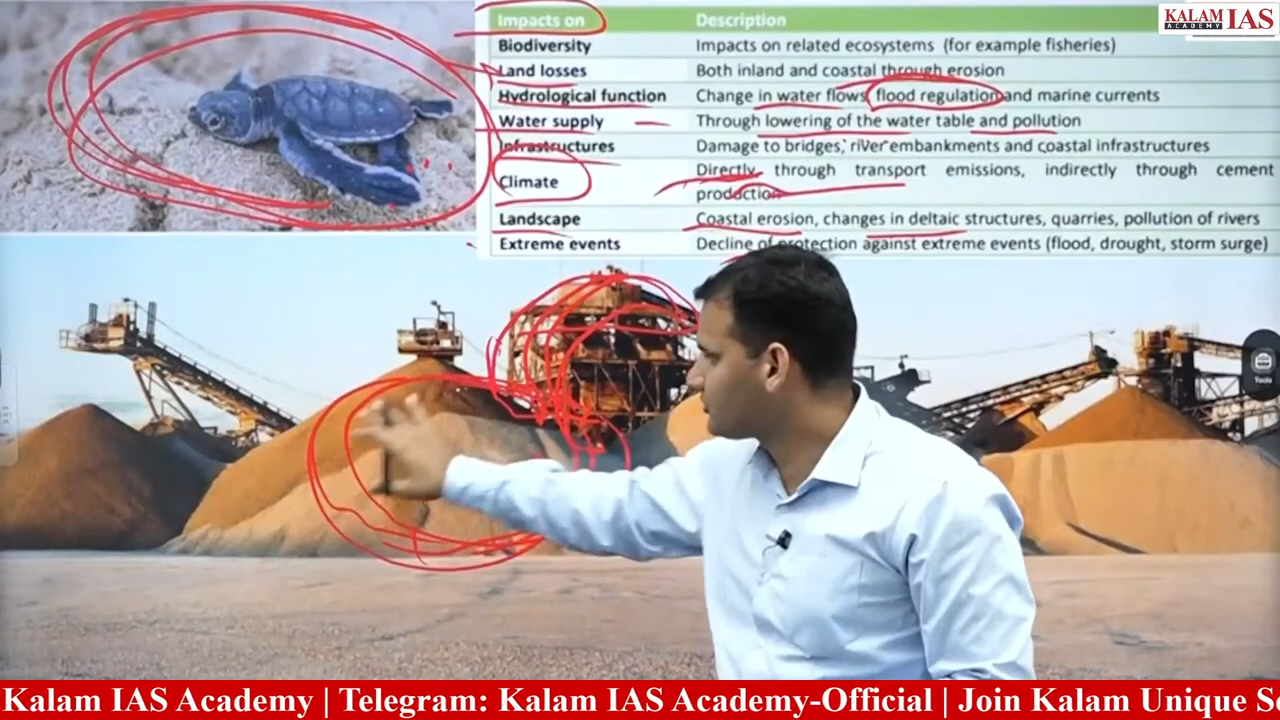 Impacts on Description
Biodiversity Impacts on related ecosystems (for example fisheries)
Land losses Both inland and coastal through erosion
Hydrological function Change in water flows, flood regulation and marine currents
Water supply Through lowering of the water table and pollution
Infrastructures Damage to bridges, river embankments and coastal infrastructures
Climate Directly through transport emissions, indirectly through cement
production
Landscape Coastal erosion, changes in deltaic structures, quarries, pollution of rivers
Extreme events Decline of protection against extreme events (flood, drought, storm surge)
KALAM IAS
ACADEMY
Tools
Kalam IAS Academy | Telegram: Kalam IAS Academy-Official | Join Kalam Unique S